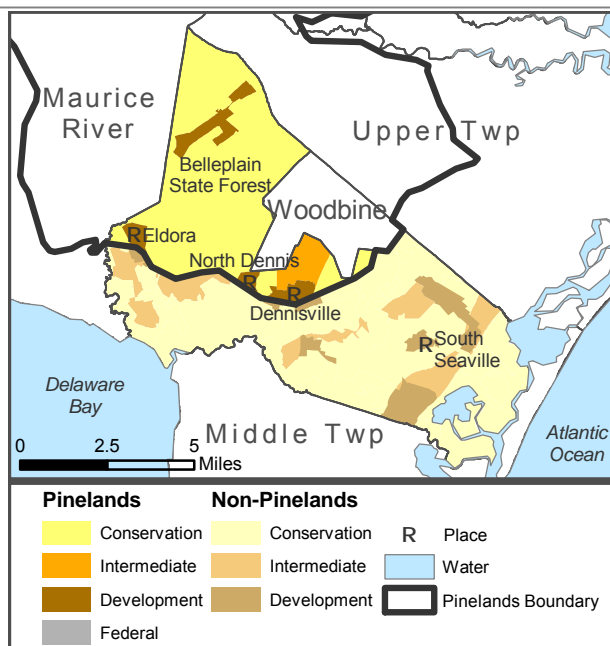 Maurice
River
Upper Twp
Belleplain
State Forest
Woodbine
R Eldora
North Dennis
R
R
Dennisville
R South
Seaville
Delaware
Bay
Middle Twp
Atlantic
Ocean
0 2.5 5
Miles
Pinelands Non-Pinelands
Conservation Conservation R Place
Intermediate Intermediate Water
Development Development Pinelands Boundary
Federal